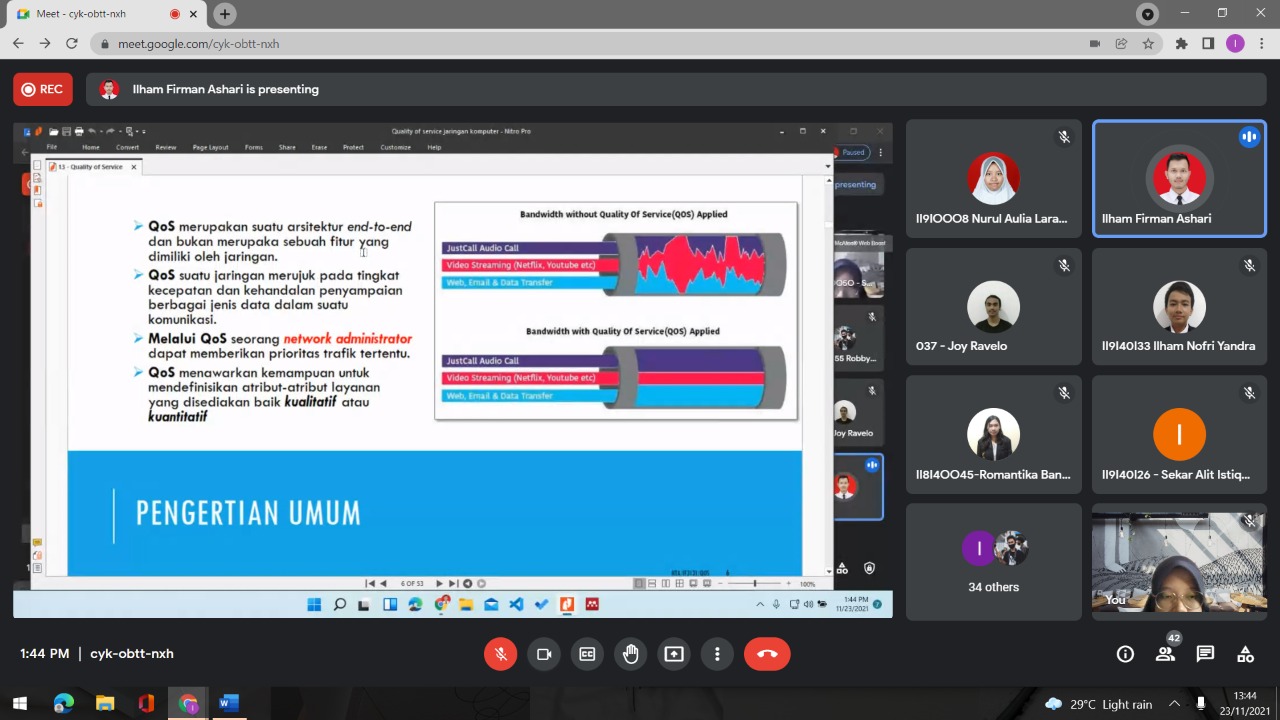 Meet - cyk-obtt-nxh
meet.google.com/cyk-obtt-nxh
REC
Ilham Firman Ashari is presenting
Quality of service jaringan komputer - Nitro Pro
File Home Convert Review Page Layout Forms Share Erase Protect Customize Help
13 - Quality of Service
Paused
presenting
QoS merupakan suatu arsitektur end-to-end
dan bukan merupaka sebuah fitur yang
dimiliki oleh jaringan.
QoS suatu jaringan merujuk pada tingkat
kecepatan dan kehandalan penyampaian
berbagai jenis data dalam suatu
komunikasi.
Melalui QoS seorang network administrator
dapat memberikan prioritas trafik tertentu.
QoS menawarkan kemampuan untuk
mendefinisikan atribut-atribut layanan
yang disediakan baik kualitatif atau
kuantitatif
Bandwidth without Quality Of Service(QOS) Applied
JustCall Audio Call
Video Streaming (Netflix, Youtube etc)
Web, Email & Data Transfer
Bandwidth with Quality Of Service(QOS) Applied
JustCall Audio Call
Video Streaming (Netflix, Youtube etc)
Web, Email & Data Transfer
PENGERTIAN UMUM
6 OF 53
100%
McAfee® Web Boost
55 Robby...
Joy Ravelo
1:44 PM
11/23/2021
II9IOOO8 Nurul Aulia Lara...
Ilham Firman Ashari
037 - Joy Ravelo
II9I40I33 Ilham Nofri Yandra
II8I4OO45-Romantika Ban...
I
II9I40I26 - Sekar Alit Istiq...
I
34 others
You
1:44 PM | cyk-obtt-nxh
42
29°C Light rain
13:44
23/11/2021